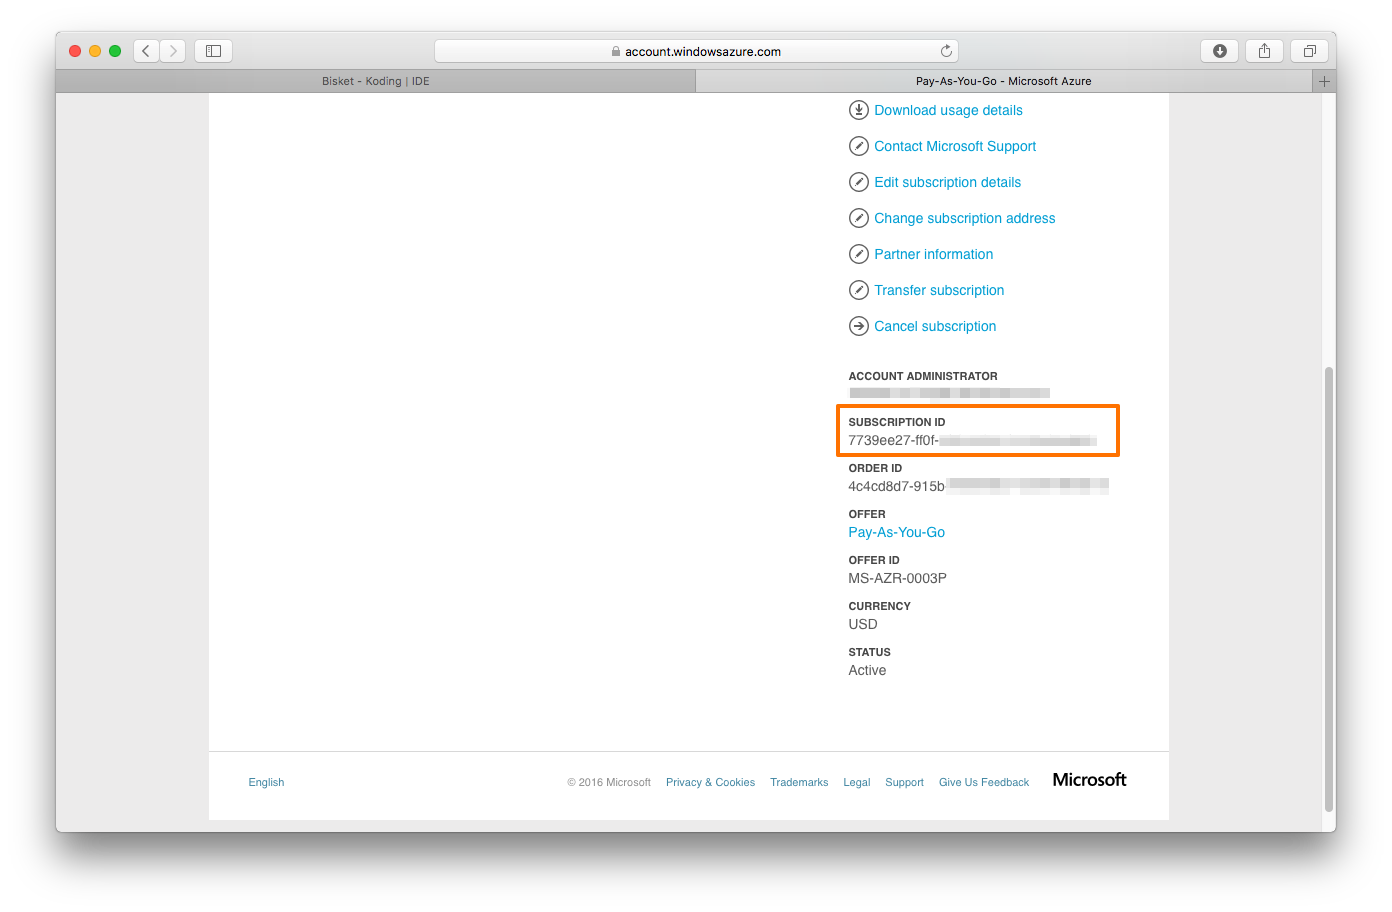 account.windowsazure.com
Bisket - Koding | IDE
Pay-As-You-Go - Microsoft Azure
Download usage details
Contact Microsoft Support
Edit subscription details
Change subscription address
Partner information
Transfer subscription
Cancel subscription
ACCOUNT ADMINISTRATOR
SUBSCRIPTION ID
7739ee27-ff0f-
ORDER ID
4c4cd8d7-915b-
OFFER
Pay-As-You-Go
OFFER ID
MS-AZR-0003P
CURRENCY
USD
STATUS
Active
English © 2016 Microsoft Privacy & Cookies Trademarks Legal Support Give Us Feedback Microsoft